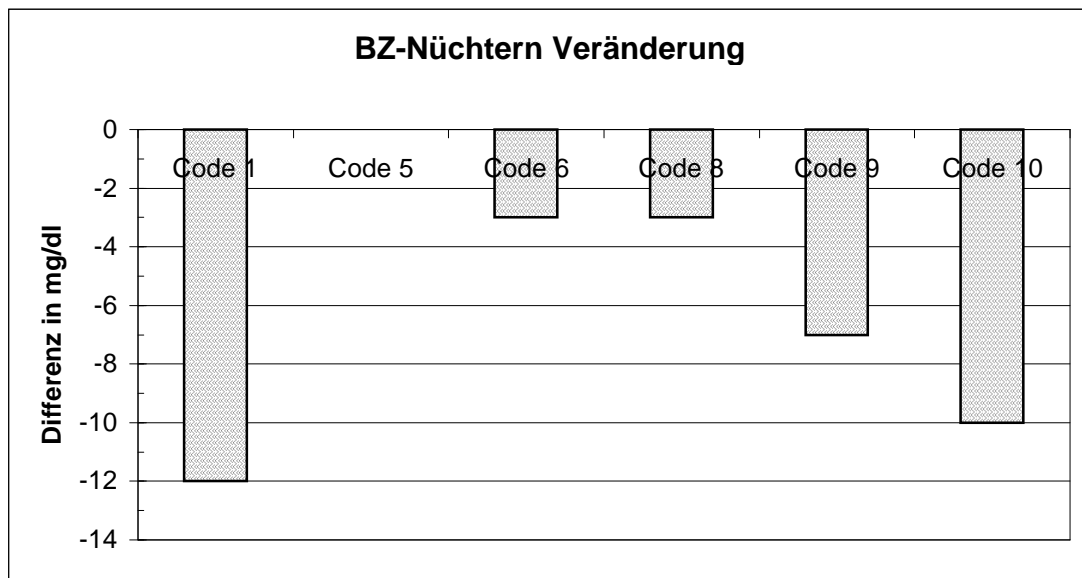 BZ-Nüchtern Veränderung
0
Code 1 Code 5 Code 6 Code 8 Code 9 Code 10
-2
-4
-6
-8
-10
-12
-14
Differenz in mg/dl